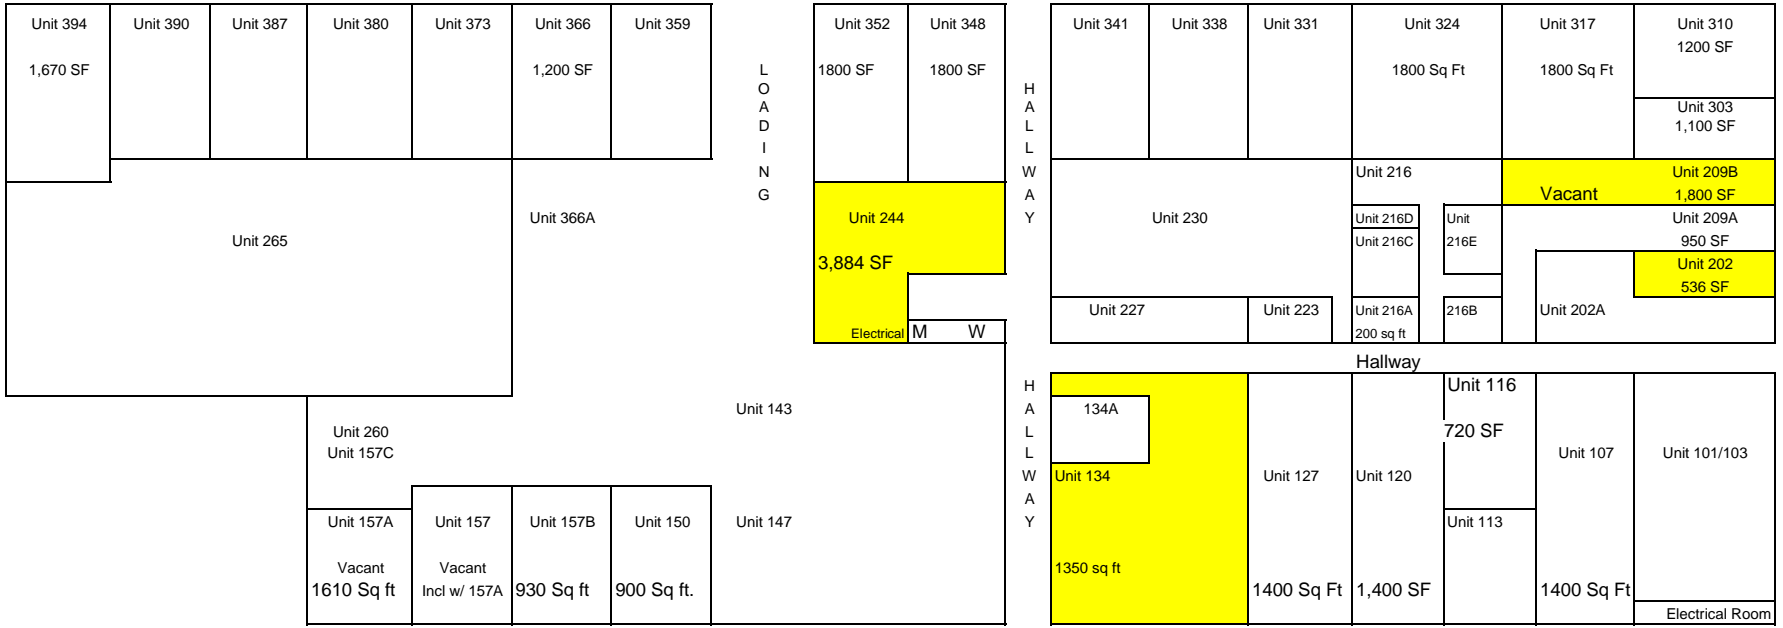 Unit 394 Unit 390 Unit 387 Unit 380 Unit 373 Unit 366 Unit 359 Unit 352 Unit 348 Unit 341 Unit 338 Unit 331 Unit 324 Unit 317 Unit 310
1200 SF
1,670 SF 1,200 SF 1800 SF 1800 SF 1800 Sq Ft 1800 Sq Ft
LOADING
HALLWAY
Unit 303
1,100 SF
Unit 216 Unit 209B
Vacant 1,800 SF
Unit 366A Unit 244 Unit 230 Unit 216D Unit Unit 209A
Unit 265 Unit 216C 216E 950 SF
3,884 SF Unit 202
536 SF
Unit 227 Unit 223 Unit 216A 216B Unit 202A
Electrical M W 200 sq ft
Hallway
HALLWAY
Unit 116
Unit 143 134A
Unit 260 720 SF
Unit 157C Unit 107 Unit 101/103
Unit 134 Unit 127 Unit 120
Unit 157A Unit 157 Unit 157B Unit 150 Unit 147 Unit 113
Vacant Vacant 1350 sq ft
1610 Sq ft Incl w/ 157A 930 Sq ft 900 Sq ft. 1400 Sq Ft 1,400 SF 1400 Sq Ft
Electrical Room